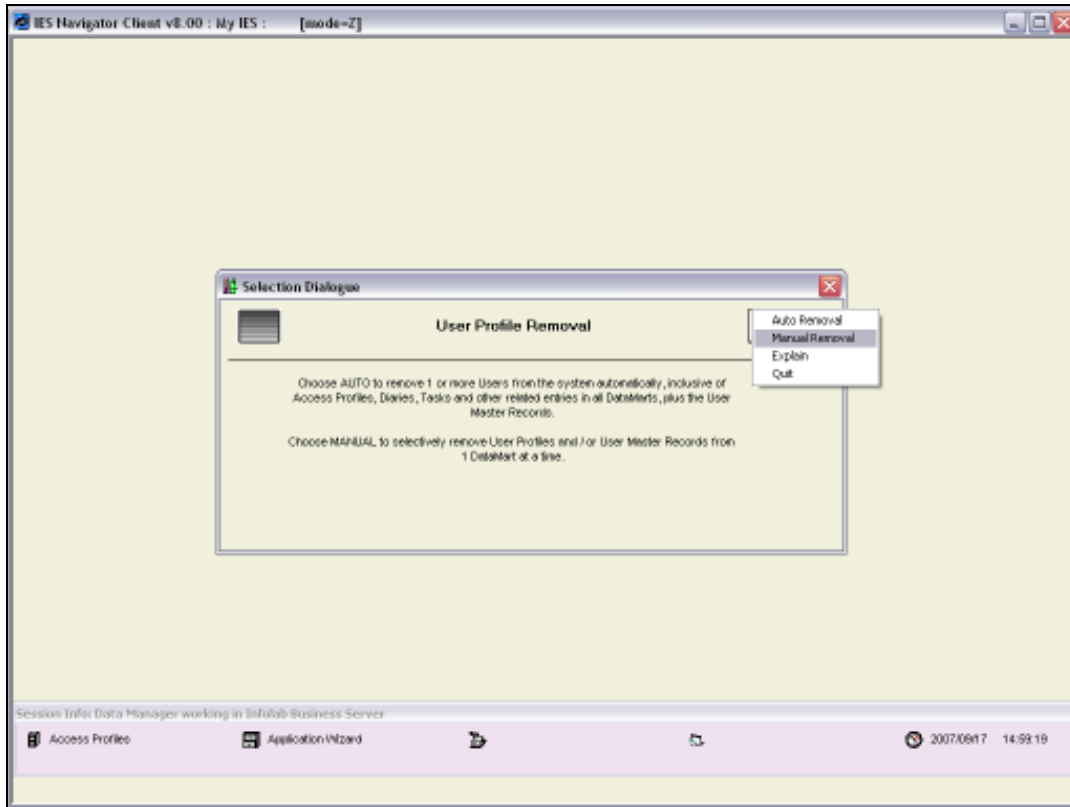 IES Navigator Client v8.00 : My IES : [mode=Z]
Selection Dialogue
User Profile Removal
Auto Removal
Manual Removal
Explain
Quit
Choose AUTO to remove 1 or more Users from the system automatically, inclusive of
Access Profiles, Diaries, Tasks and other related entries in all DataMarts, plus the User
Master Records.
Choose MANUAL to selectively remove User Profiles and / or User Master Records from
1 DataMart at a time.
Session Info: Data Manager working in Infolab Business Server
Access Profiles
Application Wizard
2007/09/17 14:59:19